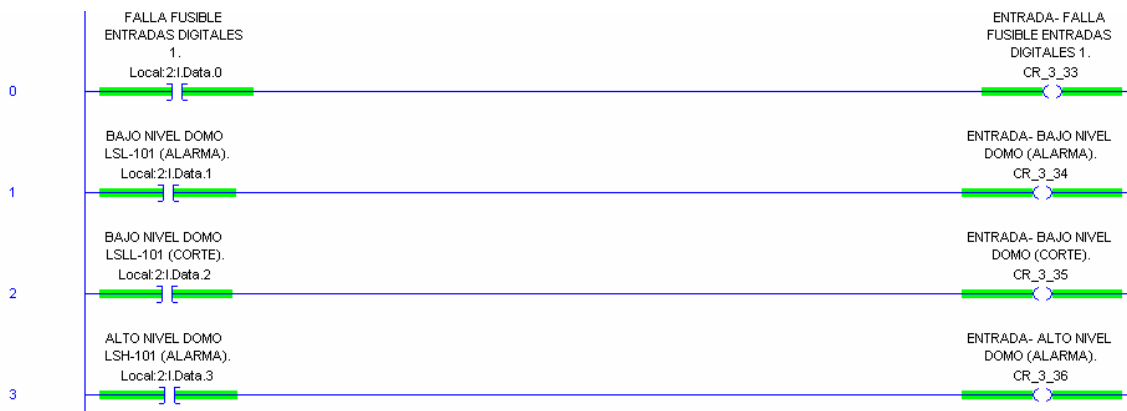 FALLA FUSIBLE
ENTRADAS DIGITALES
1.
Local:2:I.Data.0
ENTRADA- FALLA
FUSIBLE ENTRADAS
DIGITALES 1.
CR_3_33
0
BAJO NIVEL DOMO
LSL-101 (ALARMA).
Local:2:I.Data.1
ENTRADA- BAJO NIVEL
DOMO (ALARMA).
CR_3_34
1
BAJO NIVEL DOMO
LSLL-101 (CORTE).
Local:2:I.Data.2
ENTRADA- BAJO NIVEL
DOMO (CORTE).
CR_3_35
2
ALTO NIVEL DOMO
LSH-101 (ALARMA).
Local:2:I.Data.3
ENTRADA- ALTO NIVEL
DOMO (ALARMA).
CR_3_36
3